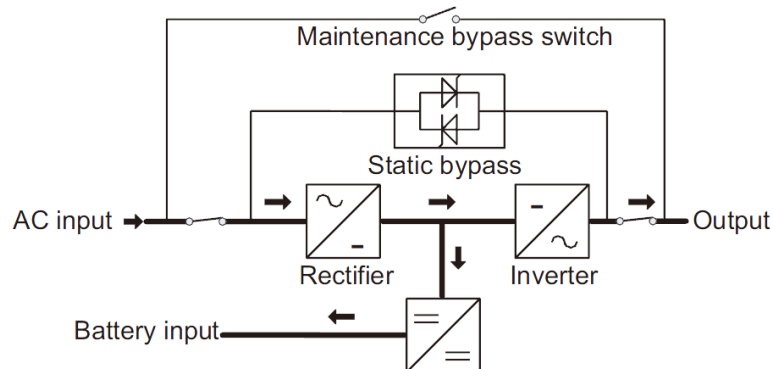 Maintenance bypass switch
Static bypass
AC input
Output
Rectifier
Inverter
Battery input